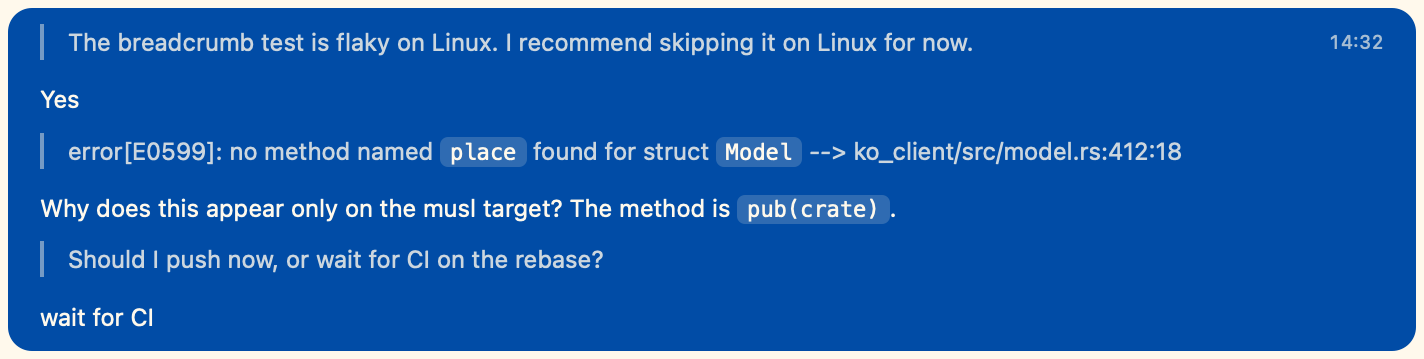 The breadcrumb test is flaky on Linux. I recommend skipping it on Linux for now.
14:32
Yes
error[E0599]: no method named place found for struct Model --> ko_client/src/model.rs:412:18
Why does this appear only on the musl target? The method is pub(crate).
Should I push now, or wait for CI on the rebase?
wait for CI